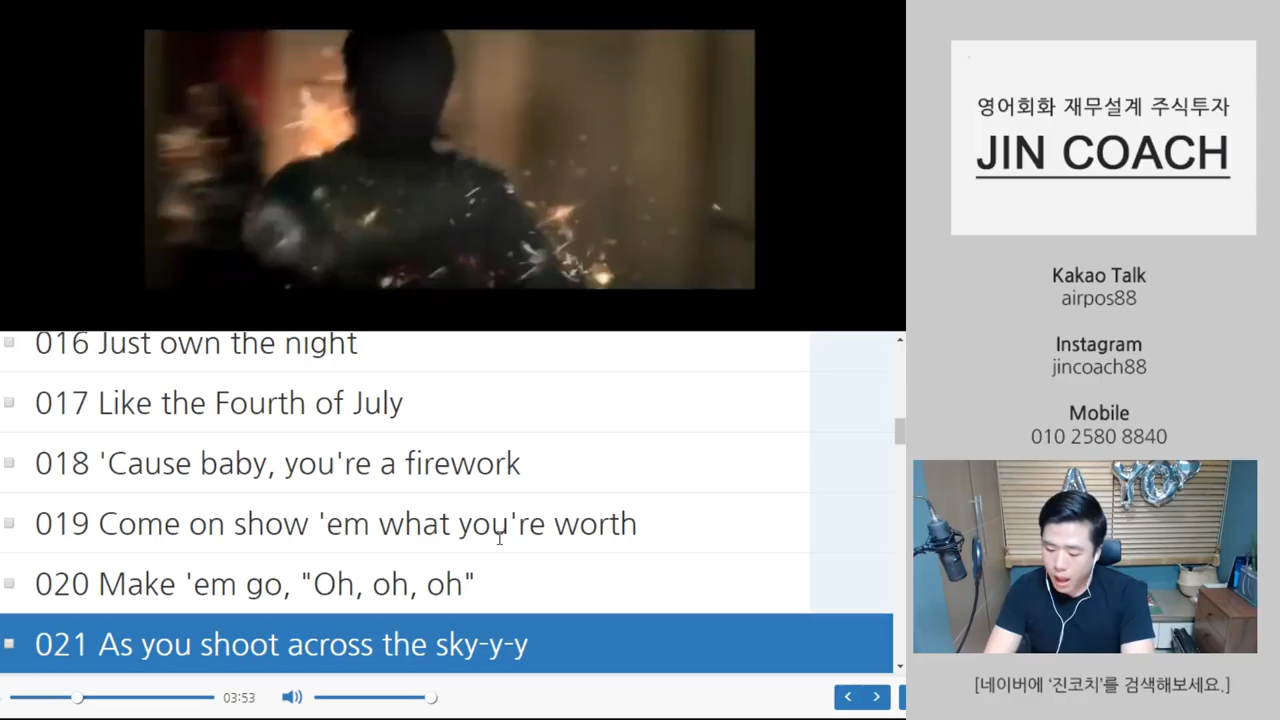 영어회화 재무설계 주식투자
JIN COACH
Kakao Talk
airpos88
Instagram
jincoach88
Mobile
010 2580 8840
016 Just own the night
017 Like the Fourth of July
018 'Cause baby, you're a firework
019 Come on show 'em what you're worth
020 Make 'em go, "Oh, oh, oh"
021 As you shoot across the sky-y-y
03:53
A YO
[네이버에 '진코치'를 검색해보세요.]